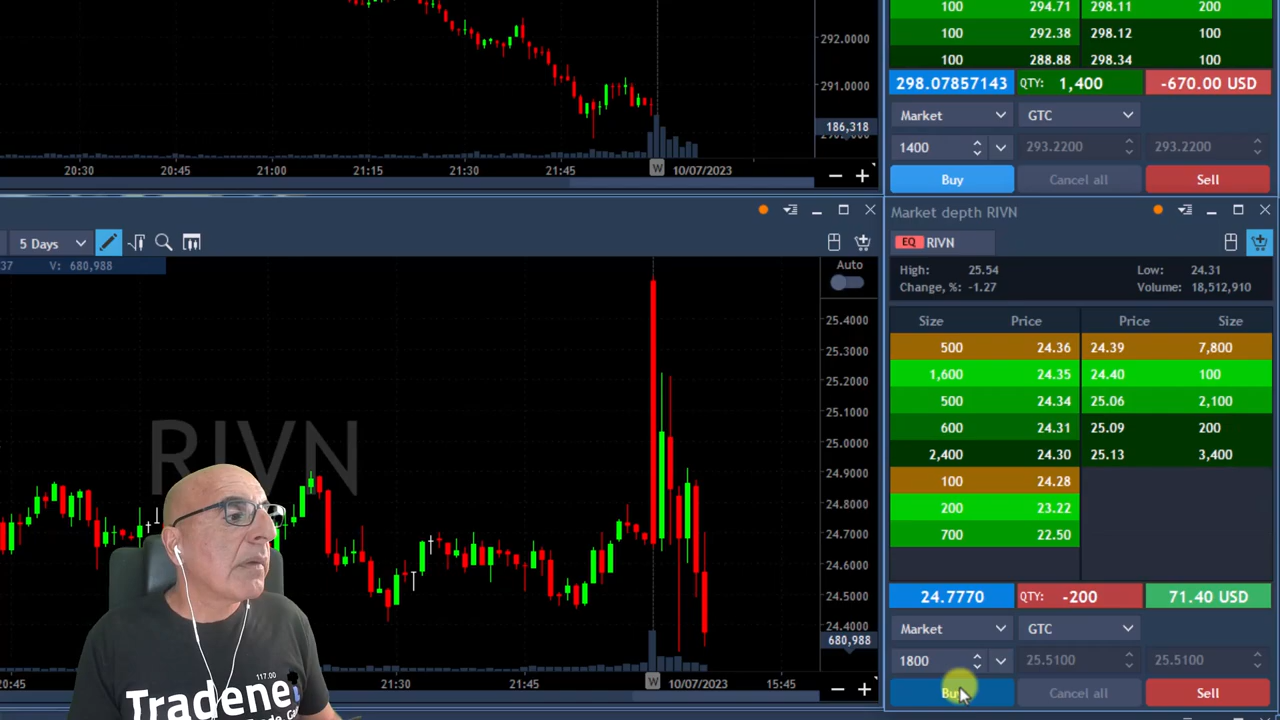 100 294.71 298.11 200
292.0000 100 292.38 298.12 100
100 288.88 298.34 100
291.0000 298.07857143 QTY: 1,400 -670.00 USD
186,318 Market GTC
1400 293.2200 293.2200
20:30 20:45 21:00 21:15 21:30 21:45 W 10/07/2023 − +
Buy Cancel all Sell
Market depth RIVN
5 Days EQ RIVN
37 V: 680,988 Auto
High: 25.54 Low: 24.31
Change, %: -1.27 Volume: 18,512,910
Size Price Price Size
25.4000
500 24.36 24.39 7,800
25.3000
1,600 24.35 24.40 100
25.2000
500 24.34 25.06 2,100
25.1000
600 24.31 25.09 200
25.0000
2,400 24.30 25.13 3,400
RIVN
24.9000
100 24.28
24.8000
200 23.22
24.7000
700 22.50
24.6000
24.5000
24.7770 QTY: -200 71.40 USD
24.4000
680,988
Market GTC
1800 25.5100 25.5100
20:45 21:30 21:45 W 10/07/2023 15:45 − +
Buy Cancel all Sell
117.00
Tradene